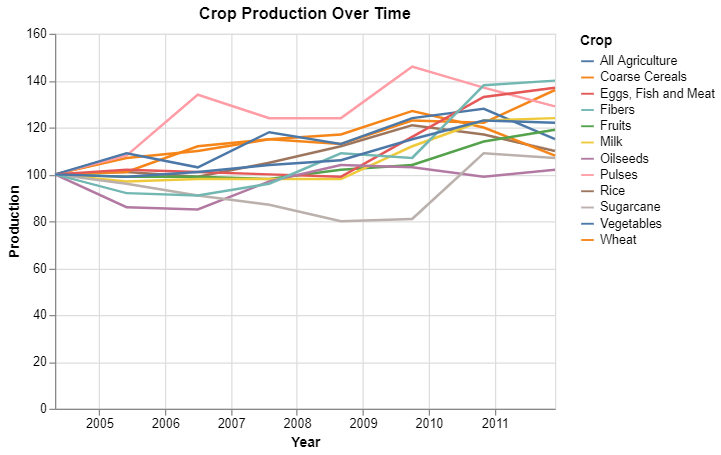 Crop Production Over Time
160
140
120
100
80
60
40
20
0
Production
2005 2006 2007 2008 2009 2010 2011
Year
Crop
All Agriculture
Coarse Cereals
Eggs, Fish and Meat
Fibers
Fruits
Milk
Oilseeds
Pulses
Rice
Sugarcane
Vegetables
Wheat